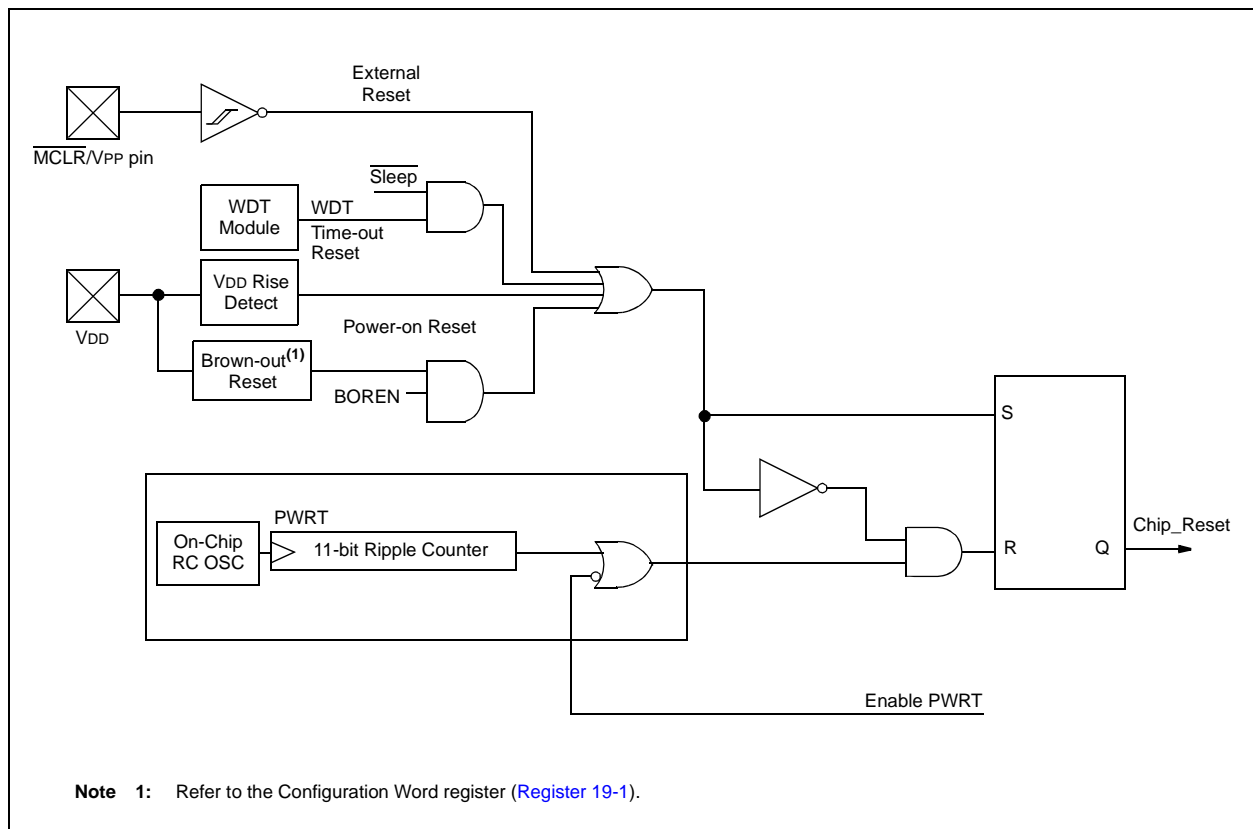 External
Reset
MCLR/VPP pin
Sleep
WDT
Module
WDT
Time-out
Reset
VDD Rise
Detect
VDD
Power-on Reset
Brown-out(1)
Reset
BOREN
S
PWRT
On-Chip
RC OSC
11-bit Ripple Counter
R
Q
Chip_Reset
Enable PWRT
Note 1: Refer to the Configuration Word register (Register 19-1).